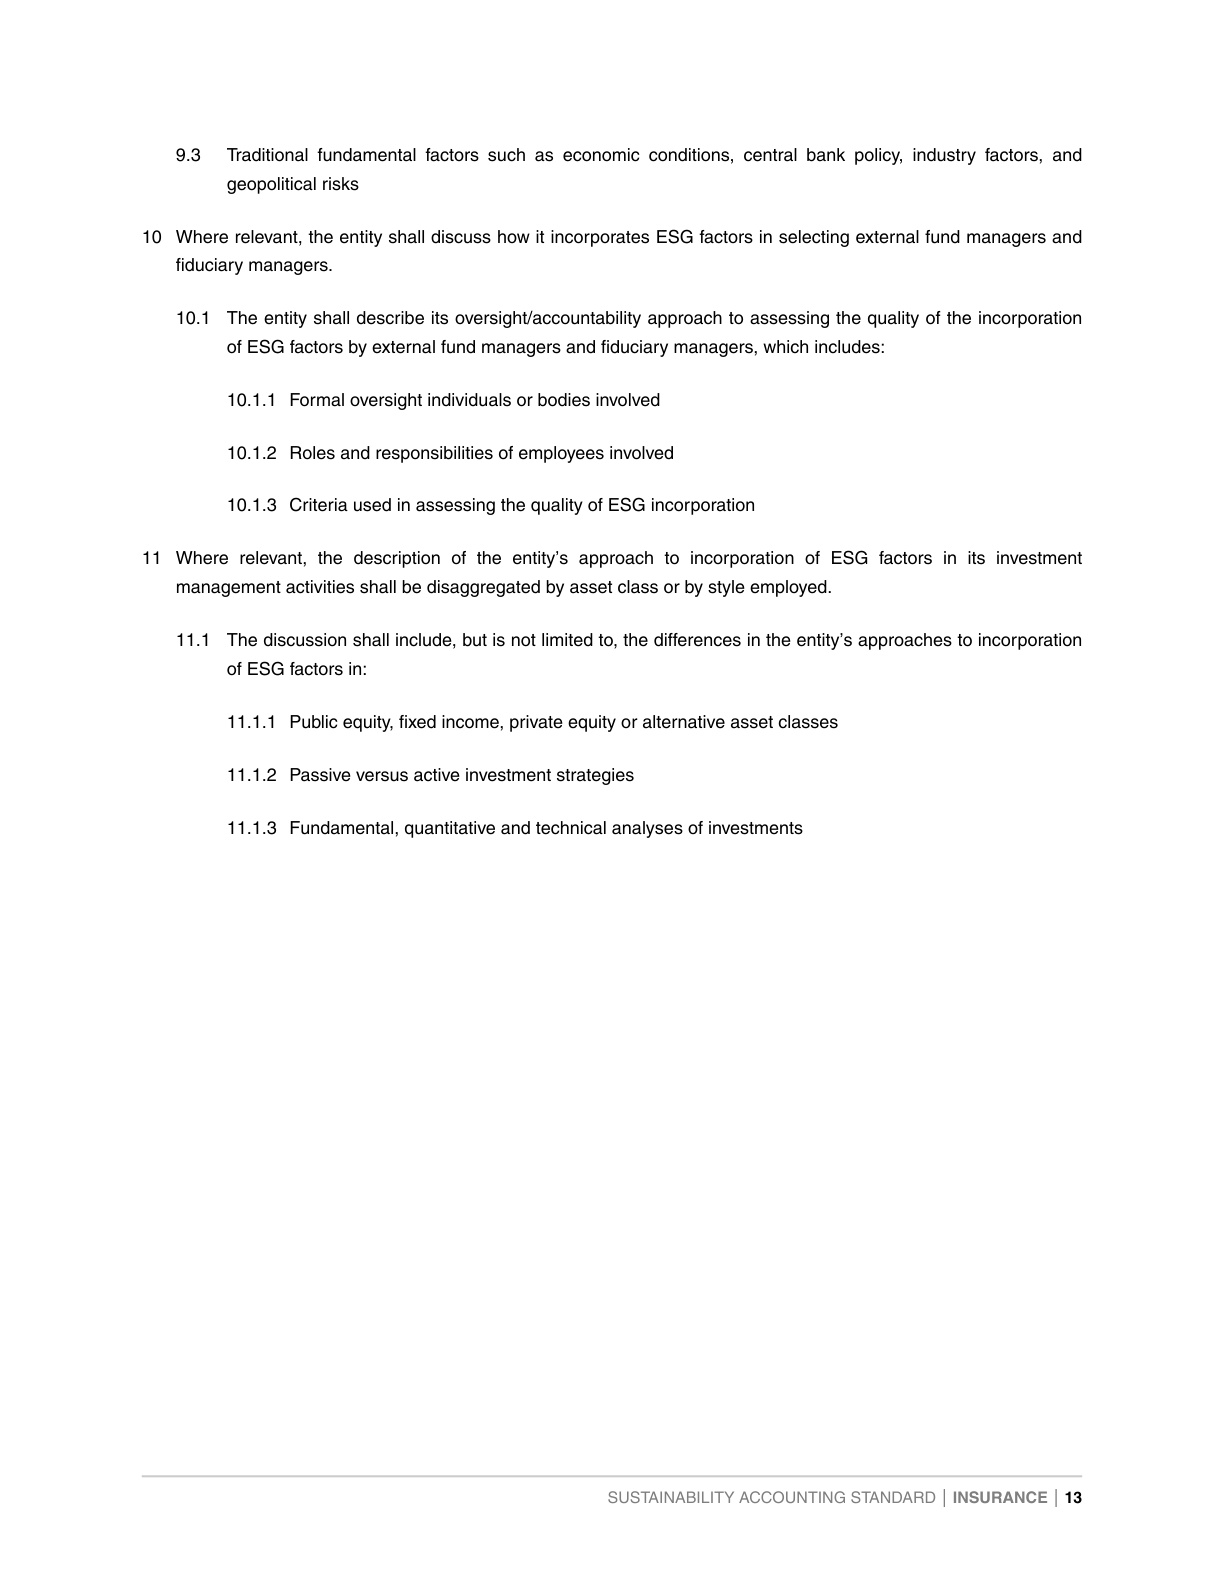 9.3 Traditional fundamental factors such as economic conditions, central bank policy, industry factors, and
geopolitical risks
10 Where relevant, the entity shall discuss how it incorporates ESG factors in selecting external fund managers and
fiduciary managers.
10.1 The entity shall describe its oversight/accountability approach to assessing the quality of the incorporation
of ESG factors by external fund managers and fiduciary managers, which includes:
10.1.1 Formal oversight individuals or bodies involved
10.1.2 Roles and responsibilities of employees involved
10.1.3 Criteria used in assessing the quality of ESG incorporation
11 Where relevant, the description of the entity’s approach to incorporation of ESG factors in its investment
management activities shall be disaggregated by asset class or by style employed.
11.1 The discussion shall include, but is not limited to, the differences in the entity’s approaches to incorporation
of ESG factors in:
11.1.1 Public equity, fixed income, private equity or alternative asset classes
11.1.2 Passive versus active investment strategies
11.1.3 Fundamental, quantitative and technical analyses of investments
SUSTAINABILITY ACCOUNTING STANDARD | INSURANCE | 13